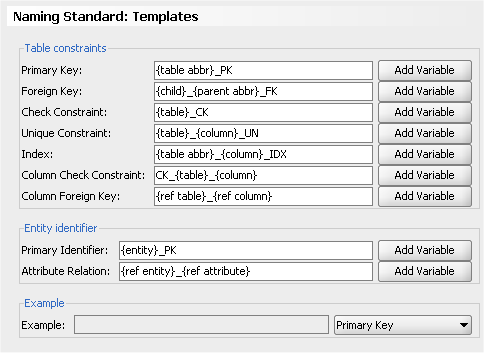 Naming Standard: Templates
Table constraints
Primary Key: {table abbr}_PK Add Variable
Foreign Key: {child}_{parent abbr}_FK Add Variable
Check Constraint: {table}_CK Add Variable
Unique Constraint: {table}_{column}_UN Add Variable
Index: {table abbr}_{column}_IDX Add Variable
Column Check Constraint: CK_{table}_{column} Add Variable
Column Foreign Key: {ref table}_{ref column} Add Variable
Entity identifier
Primary Identifier: {entity}_PK Add Variable
Attribute Relation: {ref entity}_{ref attribute} Add Variable
Example
Example: Primary Key